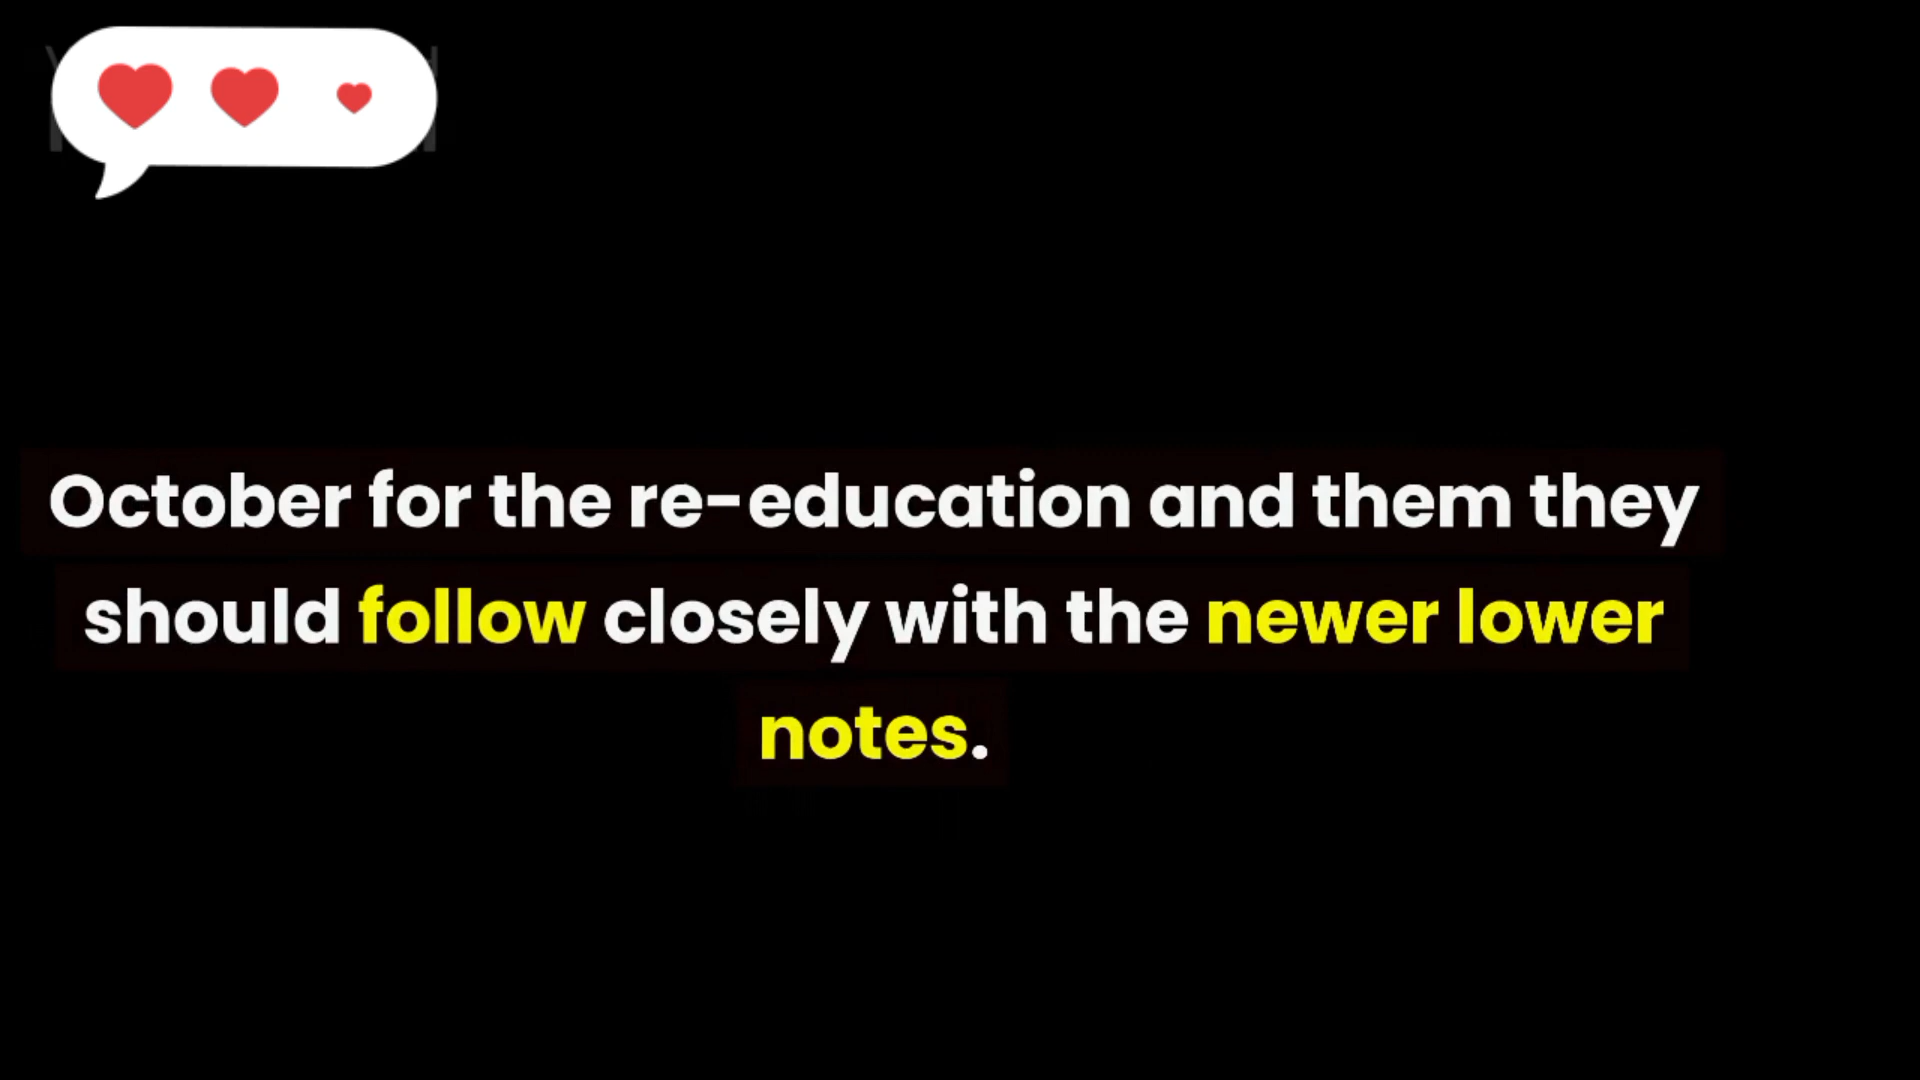 October for the re-education and them they
should follow closely with the newer lower
notes.